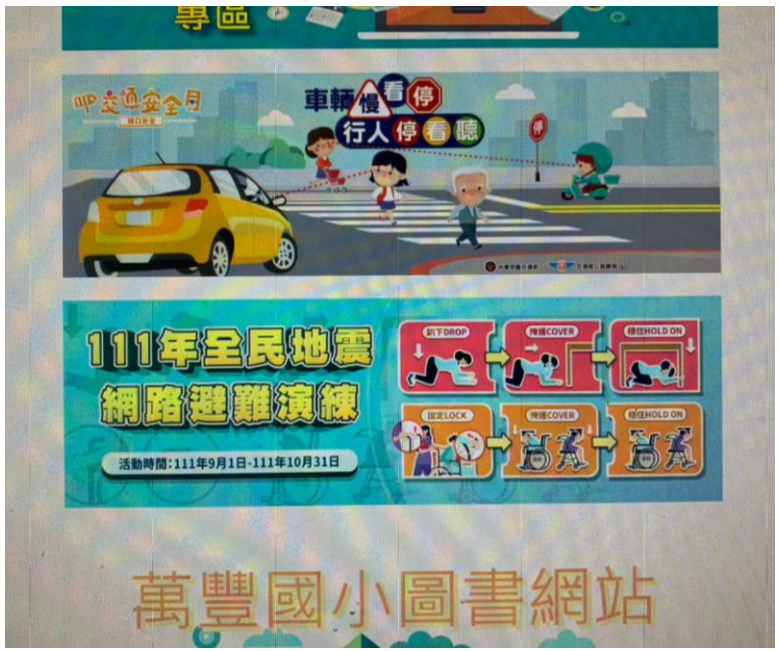 專區
交通安全月
路口安全
車輛慢看停
行人停看聽
停
111年全民地震
網路避難演練
活動時間：111年9月1日-111年10月31日
趴下DROP
掩護COVER
穩住HOLD ON
固定LOCK
掩護COVER
穩住HOLD ON
萬豐國小圖書網站